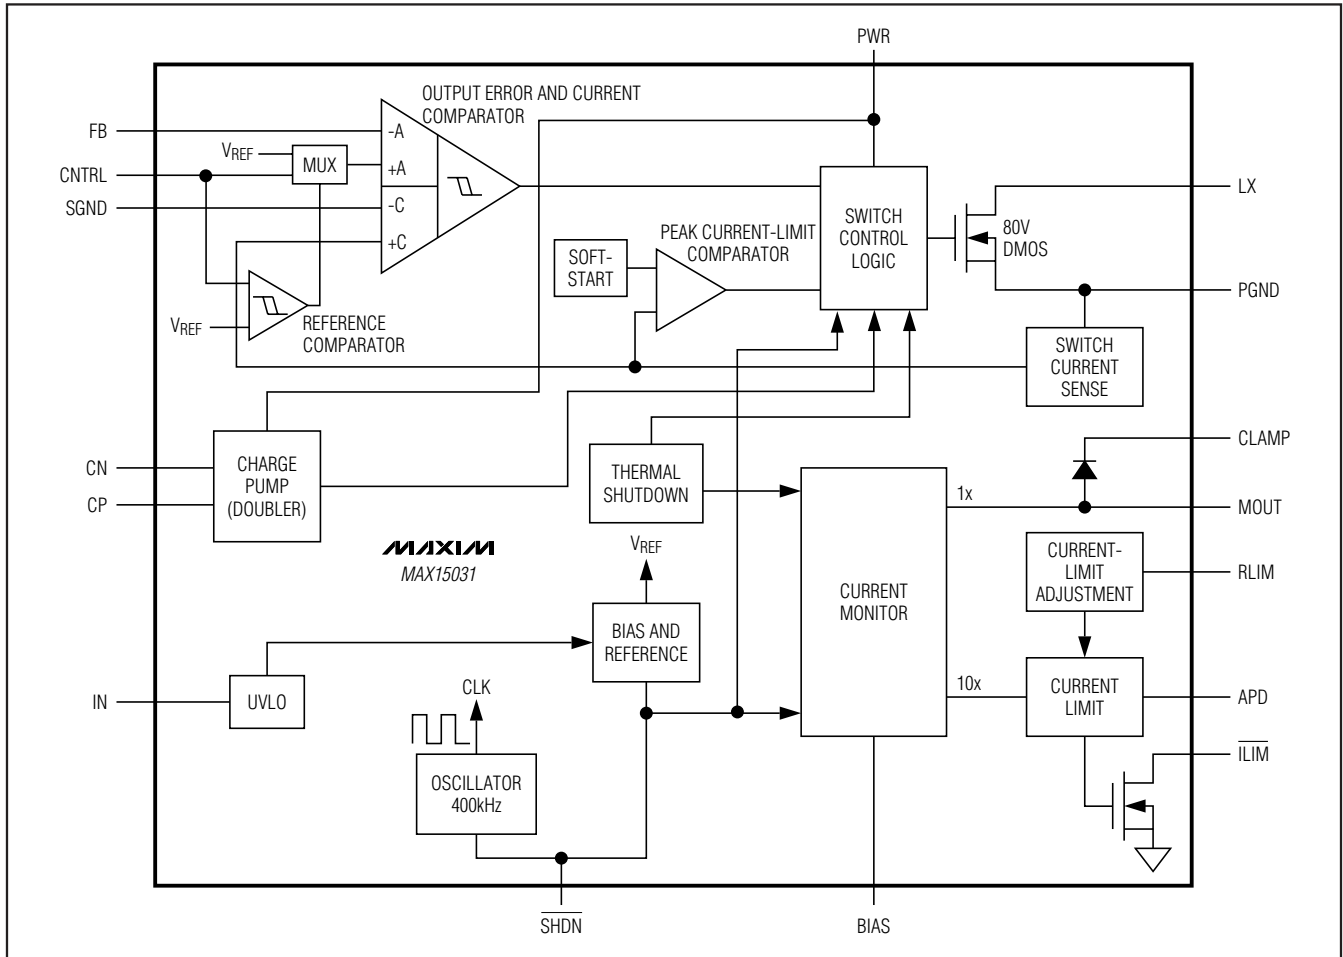 PWR
OUTPUT ERROR AND CURRENT
COMPARATOR
FB
-A
VREF
MUX
+A
CNTRL
SGND
-C
+C
SWITCH
CONTROL
LOGIC
LX
80V
DMOS
PEAK CURRENT-LIMIT
COMPARATOR
SOFT-
START
PGND
VREF
REFERENCE
COMPARATOR
SWITCH
CURRENT
SENSE
CLAMP
CN
CP
CHARGE
PUMP
(DOUBLER)
THERMAL
SHUTDOWN
1x
MOUT
MAXIM
MAX15031
VREF
CURRENT-
LIMIT
ADJUSTMENT
RLIM
CURRENT
MONITOR
BIAS AND
REFERENCE
IN
UVLO
CLK
10x
CURRENT
LIMIT
APD
ILIM
OSCILLATOR
400kHz
SHDN
BIAS